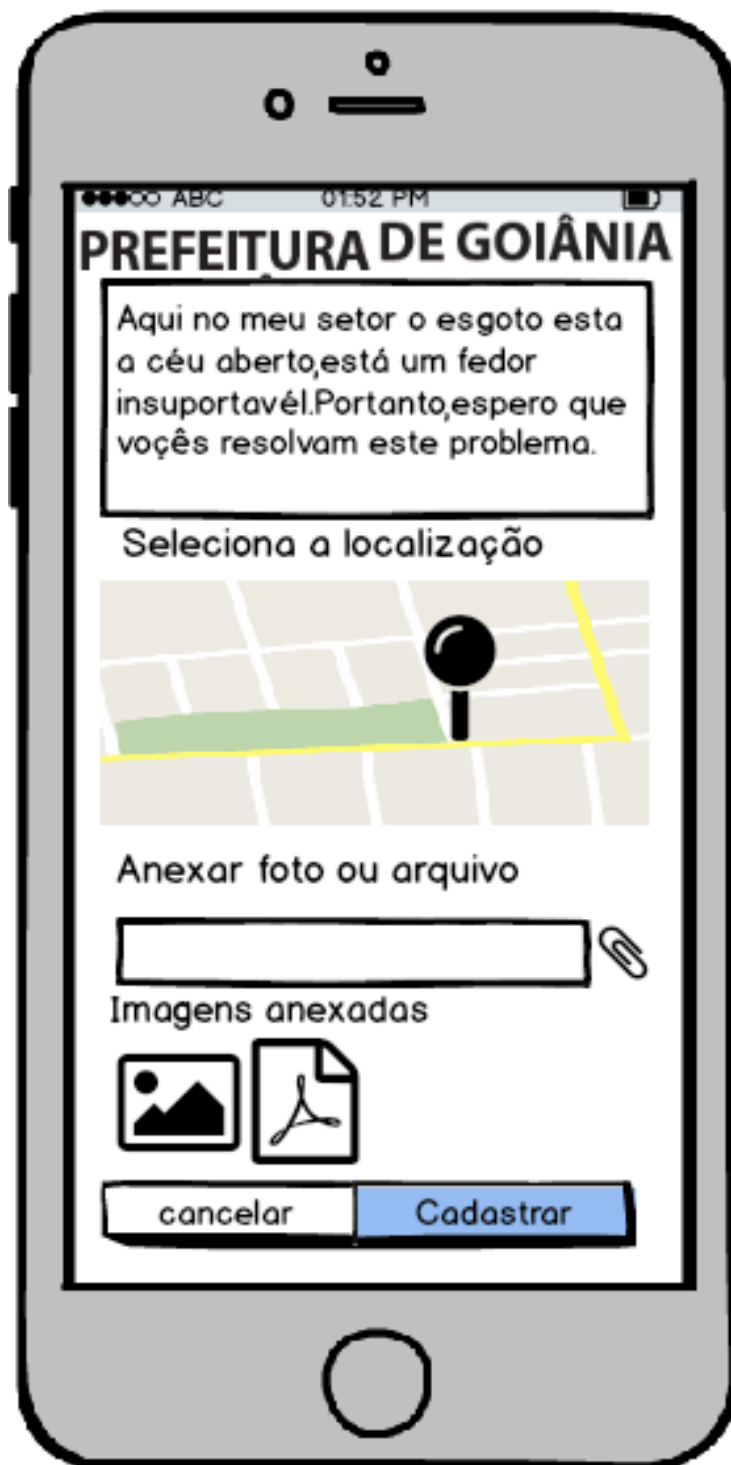 ABC 01:52 PM
PREFEITURA DE GOIÂNIA
Aqui no meu setor o esgoto esta
a céu aberto,está um fedor
insuportavél.Portanto,espero que
voçês resolvam este problema.
Seleciona a localização
Anexar foto ou arquivo
Imagens anexadas
cancelar Cadastrar